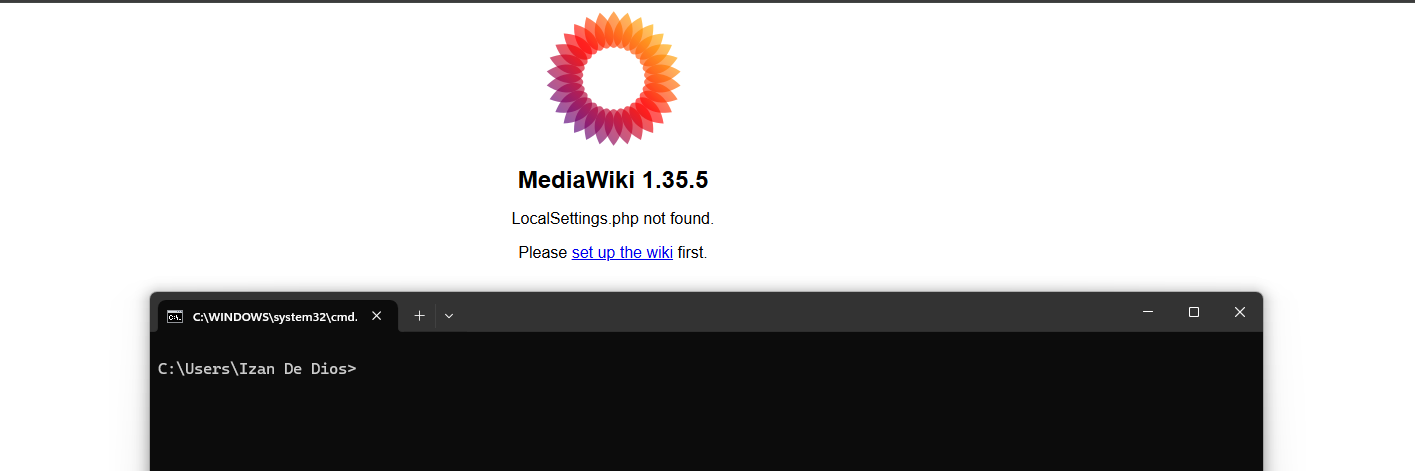 MediaWiki 1.35.5
LocalSettings.php not found.
Please set up the wiki first.
C:\WINDOWS\system32\cmd.
C:\Users\Izan De Dios>